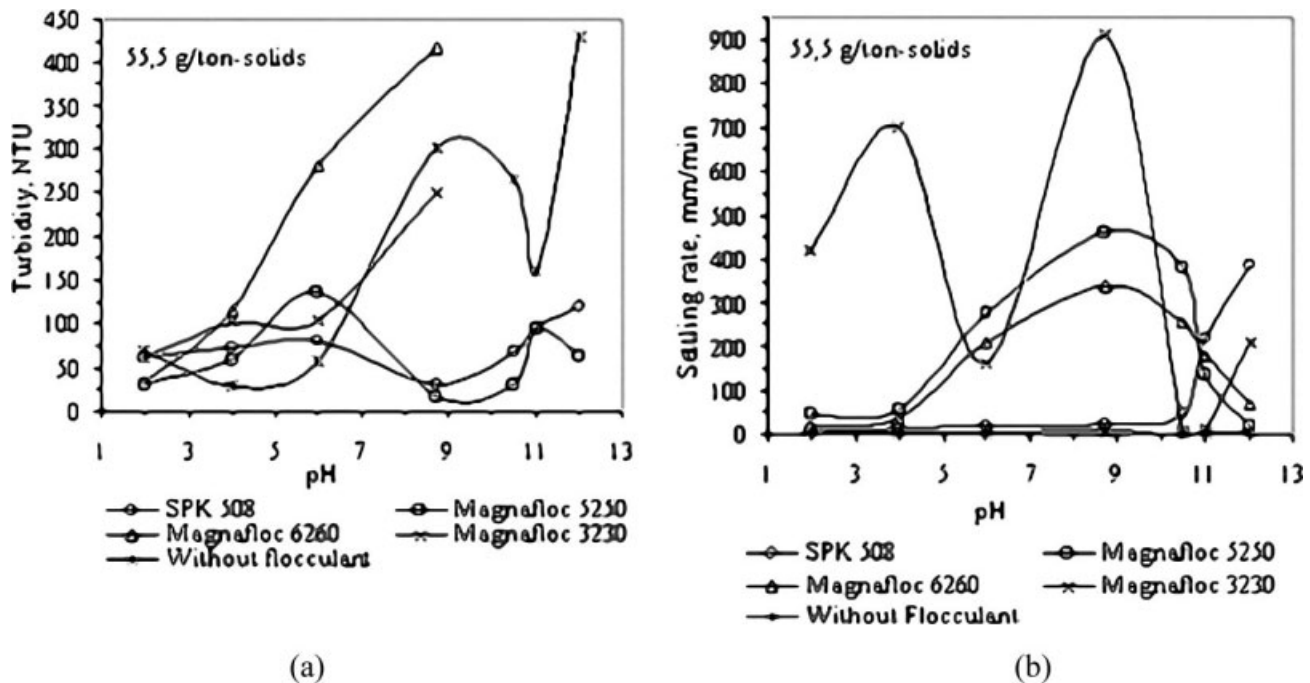 55,5 g/ton-solids
Turbidity, NTU
450
400
350
300
250
200
150
100
50
0
1 3 5 7 9 11 13
pH
SPK 508 Magnafloc 5250
Magnafloc 6260 Magnafloc 3230
Without flocculant
(a)
55,5 g/ton-solids
Settling rate, mm/min
900
800
700
600
500
400
300
200
100
0
1 3 5 7 9 11 13
pH
SPK 508 Magnafloc 5250
Magnafloc 6260 Magnafloc 3230
Without Flocculant
(b)